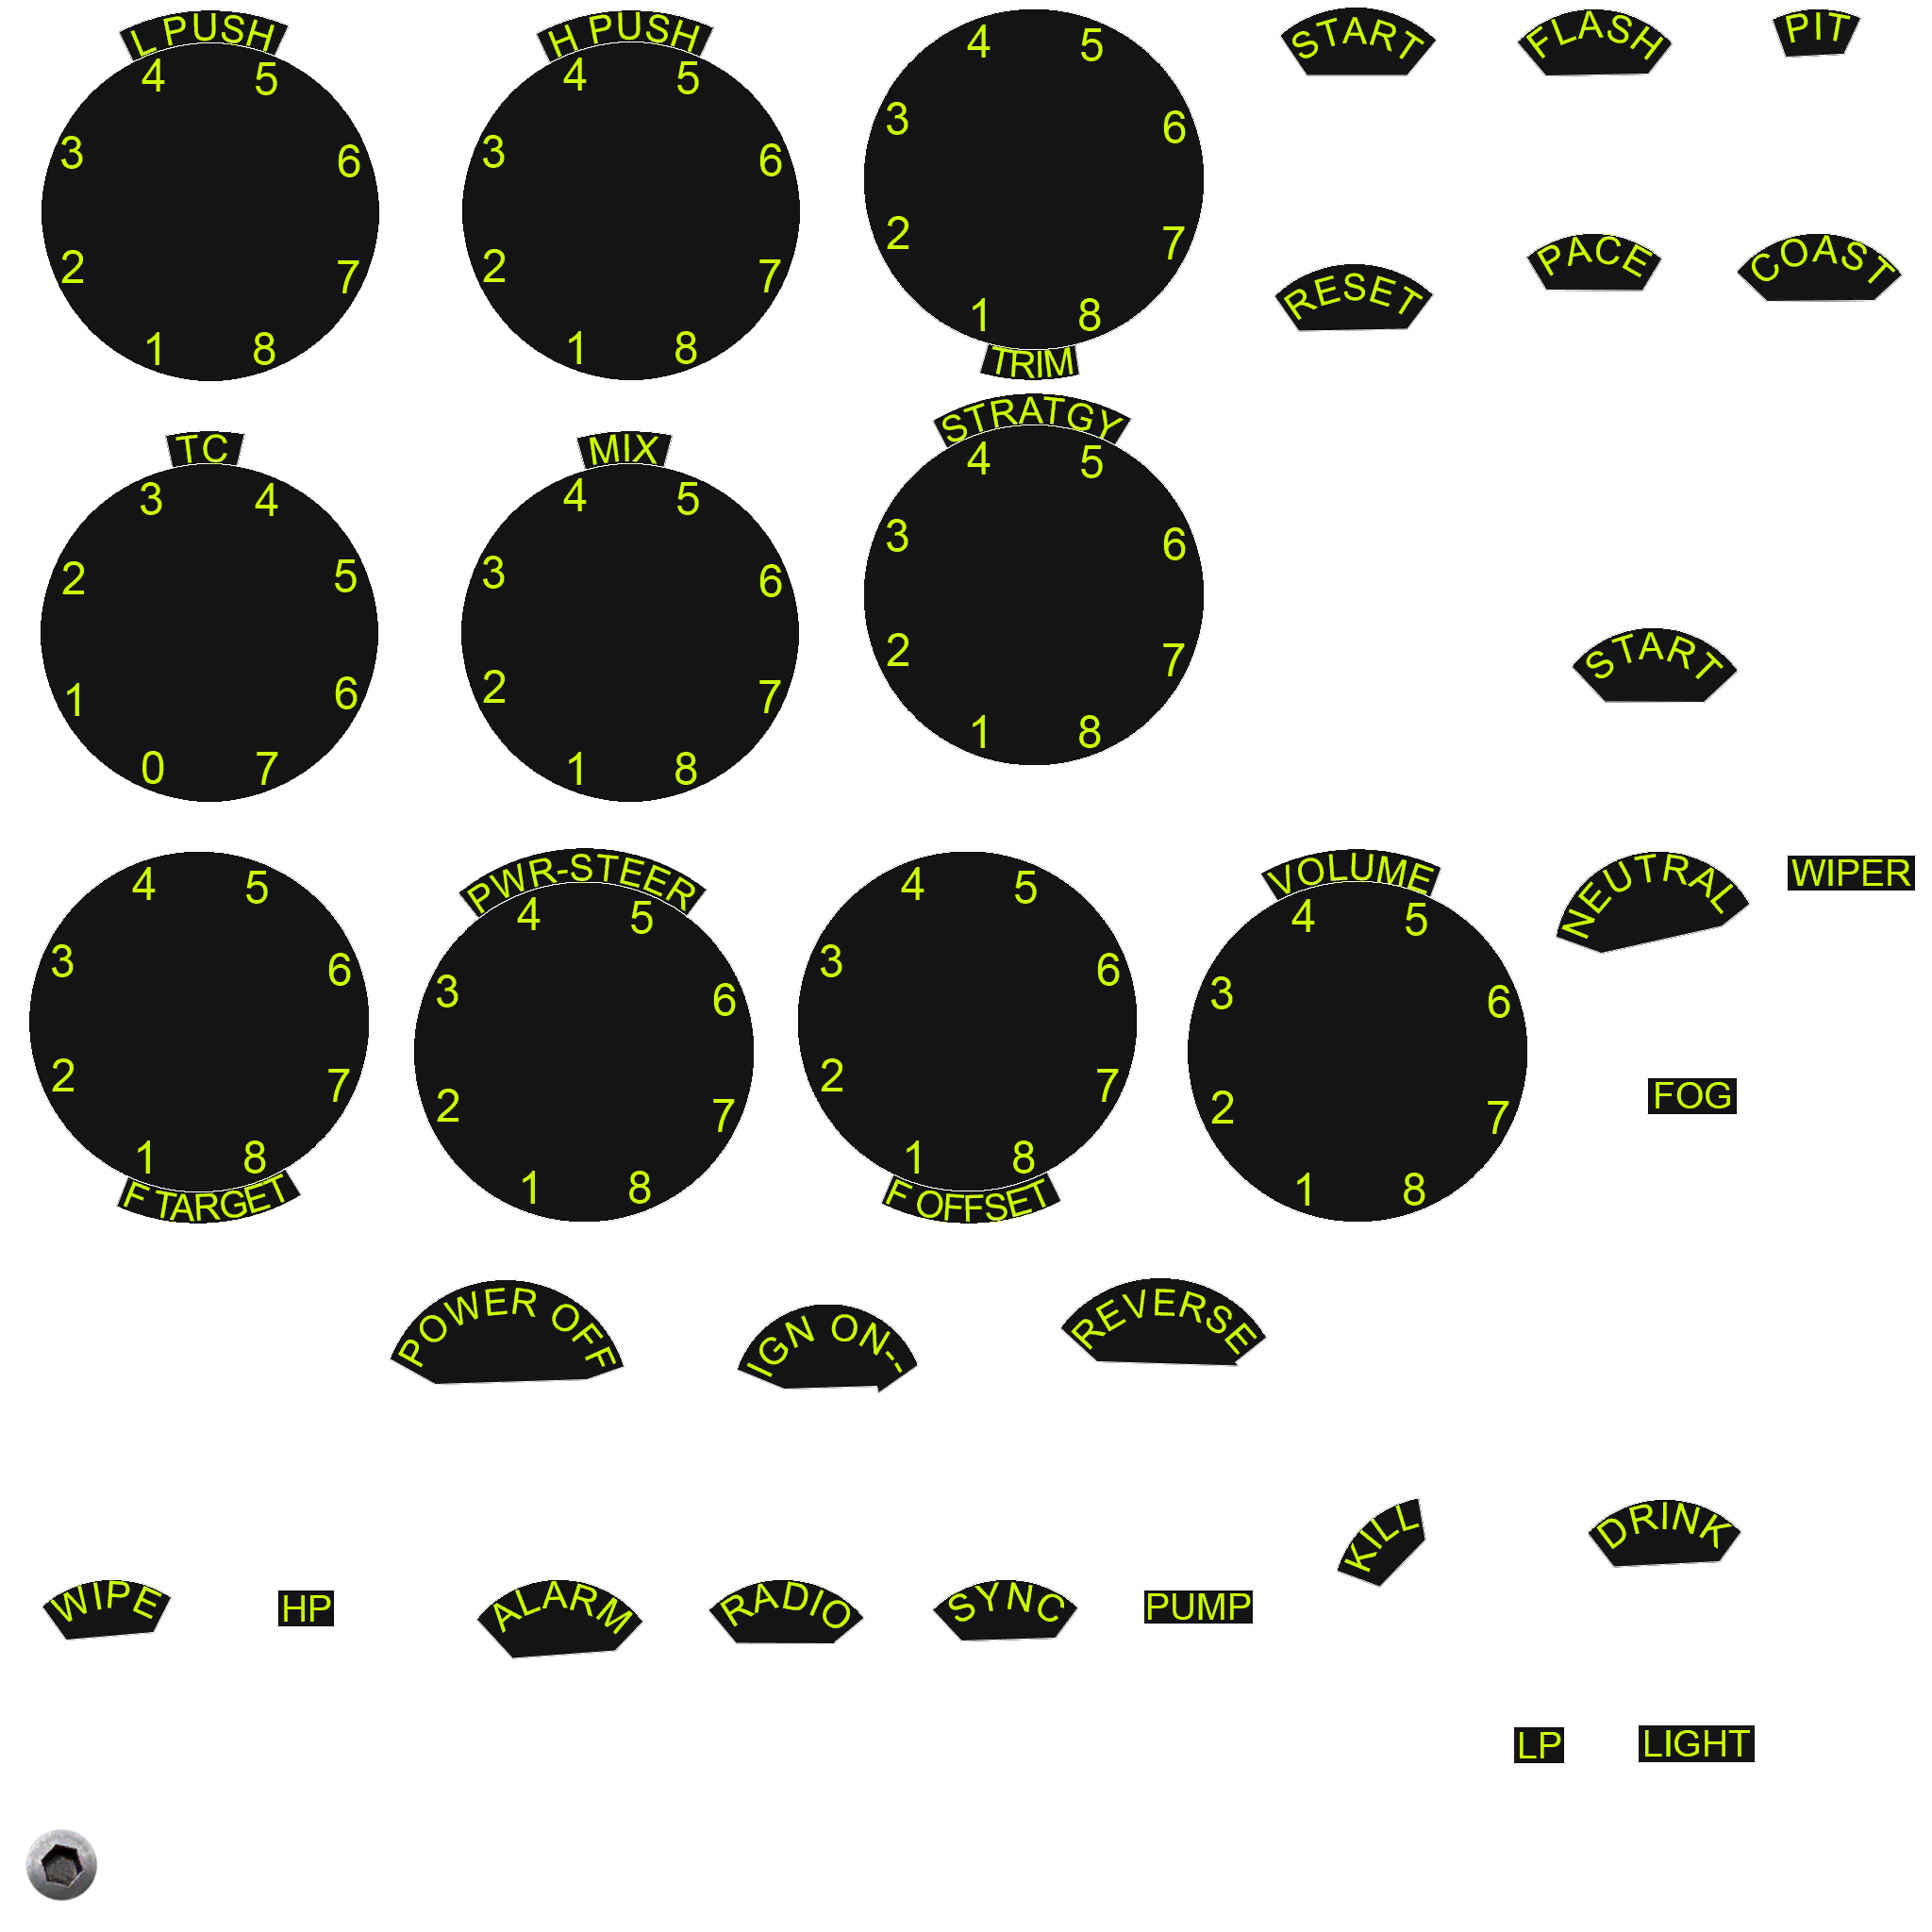 L PUSH
4 5
3 6
2 7
1 8
H PUSH
4 5
3 6
2 7
1 8
4 5
3 6
2 7
1 8
TRIM
START
FLASH
PIT
RESET
PACE
COAST
TC
3 4
2 5
1 6
0 7
MIX
4 5
3 6
2 7
1 8
STRATGY
4 5
3 6
2 7
1 8
START
4 5
3 6
2 7
1 8
F TARGET
PWR-STEER
4 5
3 6
2 7
1 8
4 5
3 6
2 7
1 8
F OFFSET
VOLUME
4 5
3 6
2 7
1 8
NEUTRAL
WIPER
FOG
POWER OFF
IGN ON--
REVERSE
KILL
DRINK
WIPE
HP
ALARM
RADIO
SYNC
PUMP
LP
LIGHT